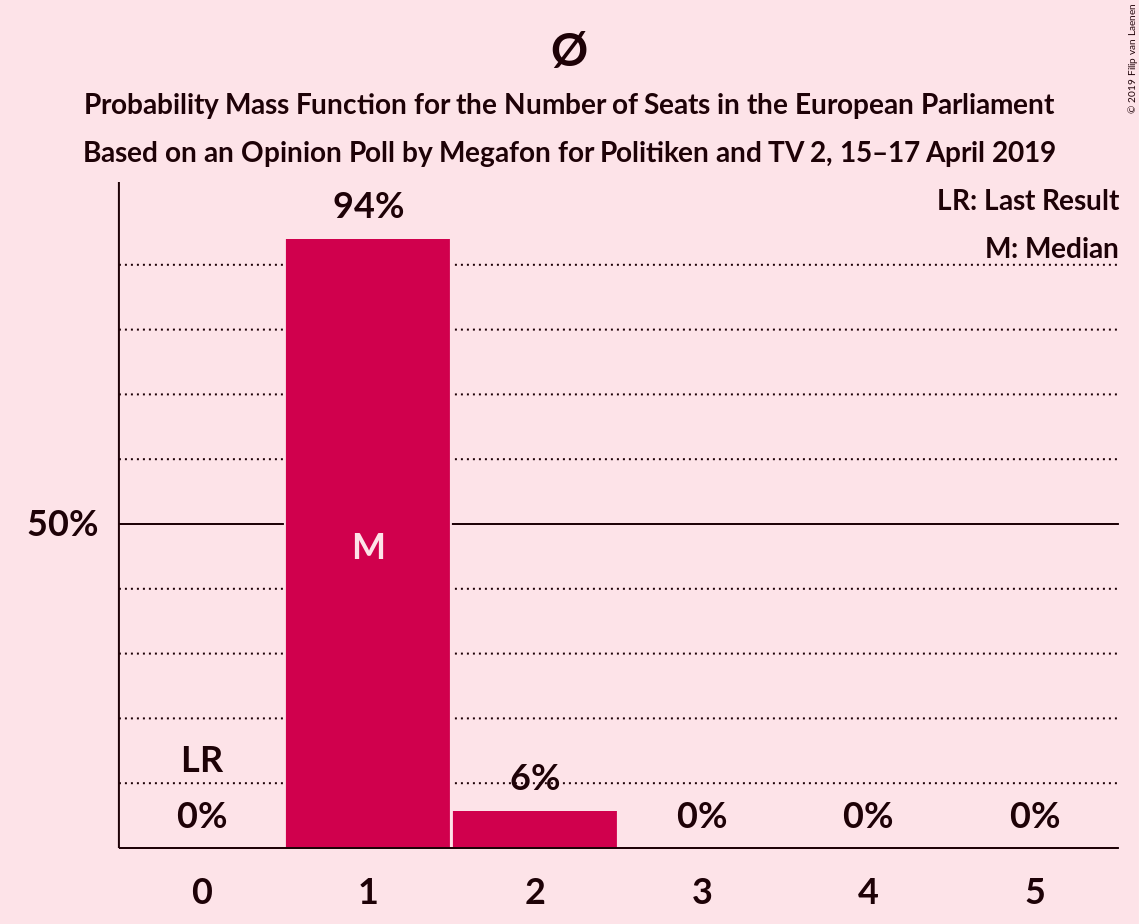 Ø
Probability Mass Function for the Number of Seats in the European Parliament
Based on an Opinion Poll by Megafon for Politiken and TV 2, 15–17 April 2019
© 2019 Filip van Laenen
LR: Last Result
M: Median
94%
50%
M
LR
6%
0%
0%
0%
0%
0 1 2 3 4 5